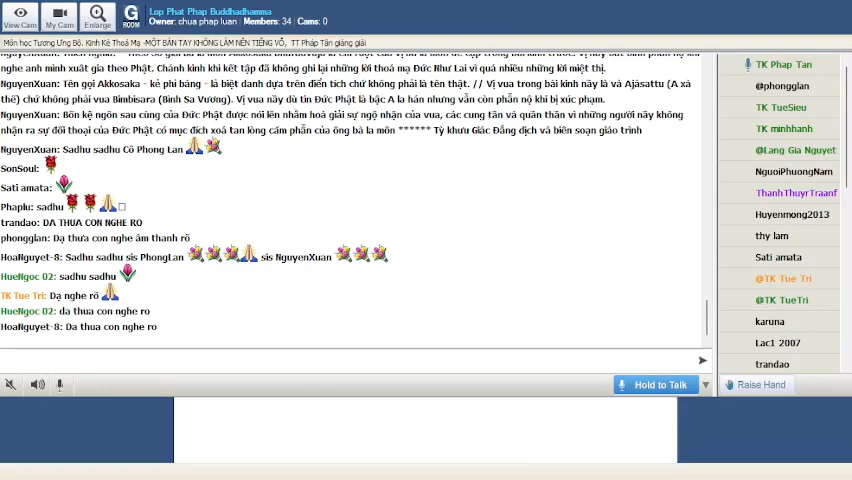 Lop Phat Phap Buddhadhamma
Owner: chua phap luan | Members: 34 | Cams: 0
View Cam
My Cam
Enlarge
G ROOM
Môn học Tương Ưng Bộ. Kinh Kẻ Thoá Mạ -MỘT BÀN TAY KHÔNG LÀM NÊN TIẾNG VỖ, TT Pháp Tân giảng giải
nghe anh mình xuất gia theo Phật. Chánh kinh khi kết tập đã không ghi lại những lời thoá mạ Đức Như Lai vì quá nhiều những lời miệt thị.
NguyenXuan: Tên gọi Akkosaka - kẻ phỉ báng - là biệt danh dựa trên điển tích chứ không phải là tên thật. // Vị vua trong bài kinh nầy là và Ajàsattu (A xà
thế) chứ không phải vua Bimbisara (Bình Sa Vương). Vị vua nầy dù tin Đức Phật là bậc A la hán nhưng vẫn còn phẫn nộ khi bị xúc phạm.
NguyenXuan: Bốn kệ ngôn sau cùng của Đức Phật được nói lên nhằm hoá giải sự ngộ nhận của vua, các cung tần và quần thần vì những người nầy không
nhận ra sự đối thoại của Đức Phật có mục đích xoá tan lòng cấm phẫn của ông bà la môn ****** Tỳ khưu Giác Đẳng dịch và biên soạn giáo trình
NguyenXuan: Sadhu sadhu Cô Phong Lan
SonSoul:
Sati amata:
Phaplu: sadhu
trandao: DA THUA CON NGHE RO
phongglan: Dạ thưa con nghe âm thanh rõ
HoaNguyet-8: Sadhu sadhu sis PhongLan sis NguyenXuan
HueNgoc 02: sadhu sadhu
TK Tue Tri: Dạ nghe rõ
HueNgoc 02: da thua con nghe ro
HoaNguyet-8: Da thua con nghe ro
Hold to Talk
TK Phap Tan
@phongglan
TK TueSieu
TK minhhanh
@Lang Gia Nguyet
NguoiPhuongNam
ThanhThuyrTraanf
Huyenmong2013
thy lam
Sati amata
@TK Tue Tri
@TK TueTri
karuna
Lac1 2007
trandao
Raise Hand